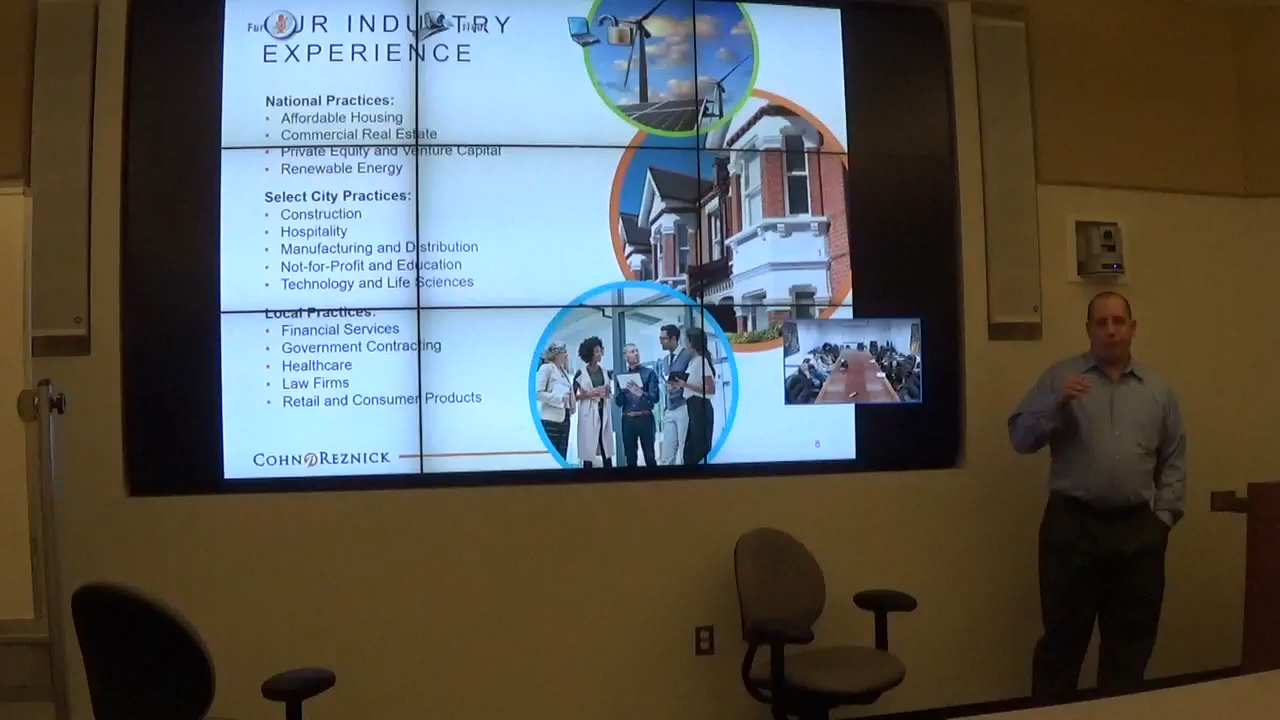 OUR INDUSTRY
EXPERIENCE
National Practices:
• Affordable Housing
• Commercial Real Estate
• Private Equity and Venture Capital
• Renewable Energy
Select City Practices:
• Construction
• Hospitality
• Manufacturing and Distribution
• Not-for-Profit and Education
• Technology and Life Sciences
Local Practices:
• Financial Services
• Government Contracting
• Healthcare
• Law Firms
• Retail and Consumer Products
COHNREZNICK